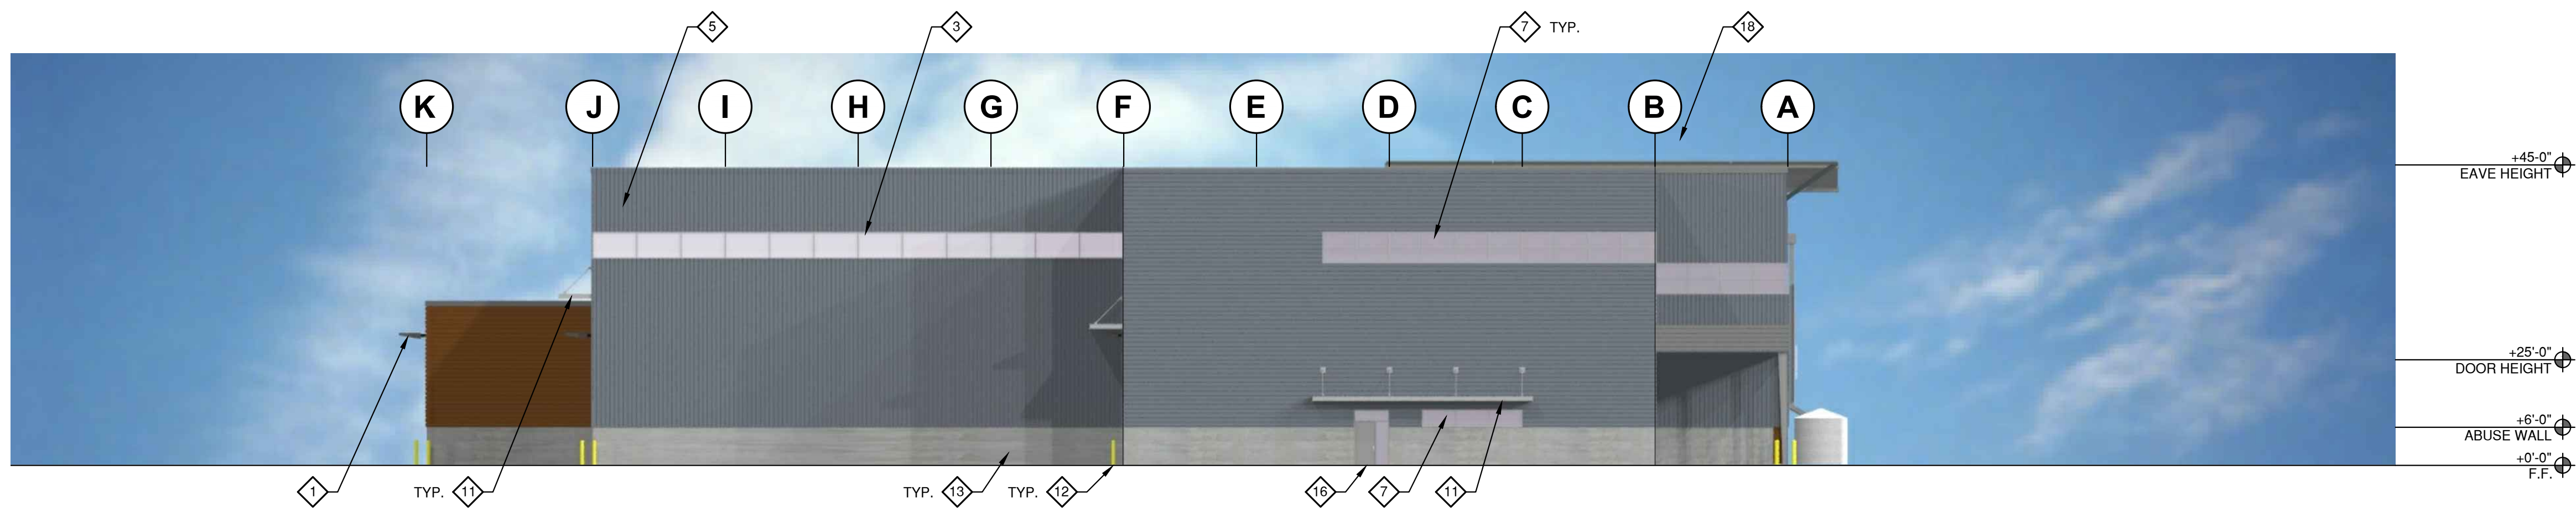 5
3
7 TYP.
18
K
J
I
H
G
F
E
D
C
B
A
+45'-0"
EAVE HEIGHT
+25'-0"
DOOR HEIGHT
+6'-0"
ABUSE WALL
+0'-0"
F.F.
1
TYP. 11
TYP. 13
TYP. 12
16
7
11